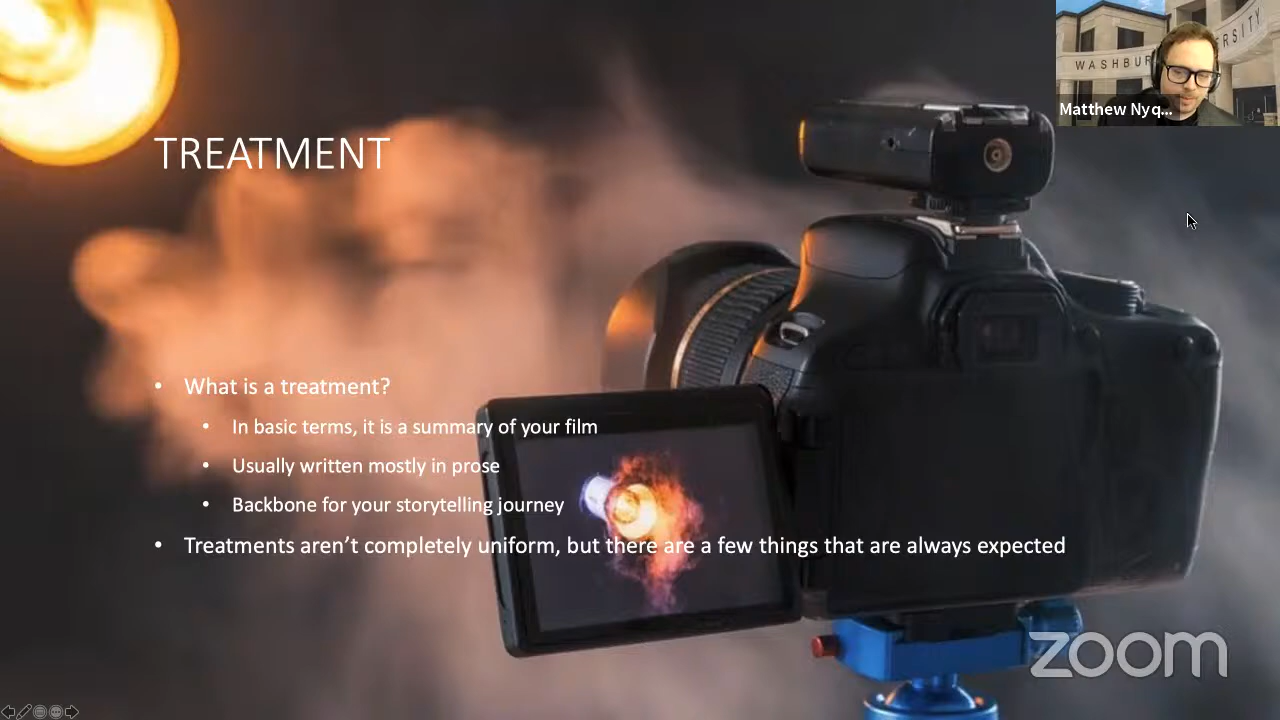 WASHBUR
RSITY
Matthew Nyq...
TREATMENT
• What is a treatment?
• In basic terms, it is a summary of your film
• Usually written mostly in prose
• Backbone for your storytelling journey
• Treatments aren’t completely uniform, but there are a few things that are always expected
zoom